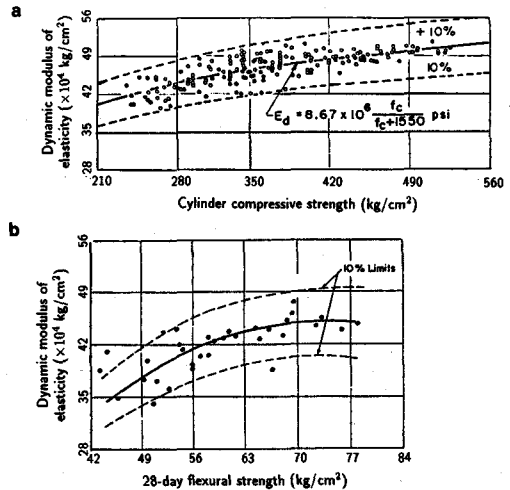 a
56
49
42
35
28
210
280
350
420
490
560
+10%
10%
E_d = 8.67 x 10^6 f_c / f_c+1550 psi
Dynamic modulus of
elasticity (×10⁴ kg/cm²)
Cylinder compressive strength (kg/cm²)
b
56
49
42
35
28
42
49
56
63
70
77
84
10% Limits
Dynamic modulus of
elasticity (×10⁴ kg/cm²)
28-day flexural strength (kg/cm²)